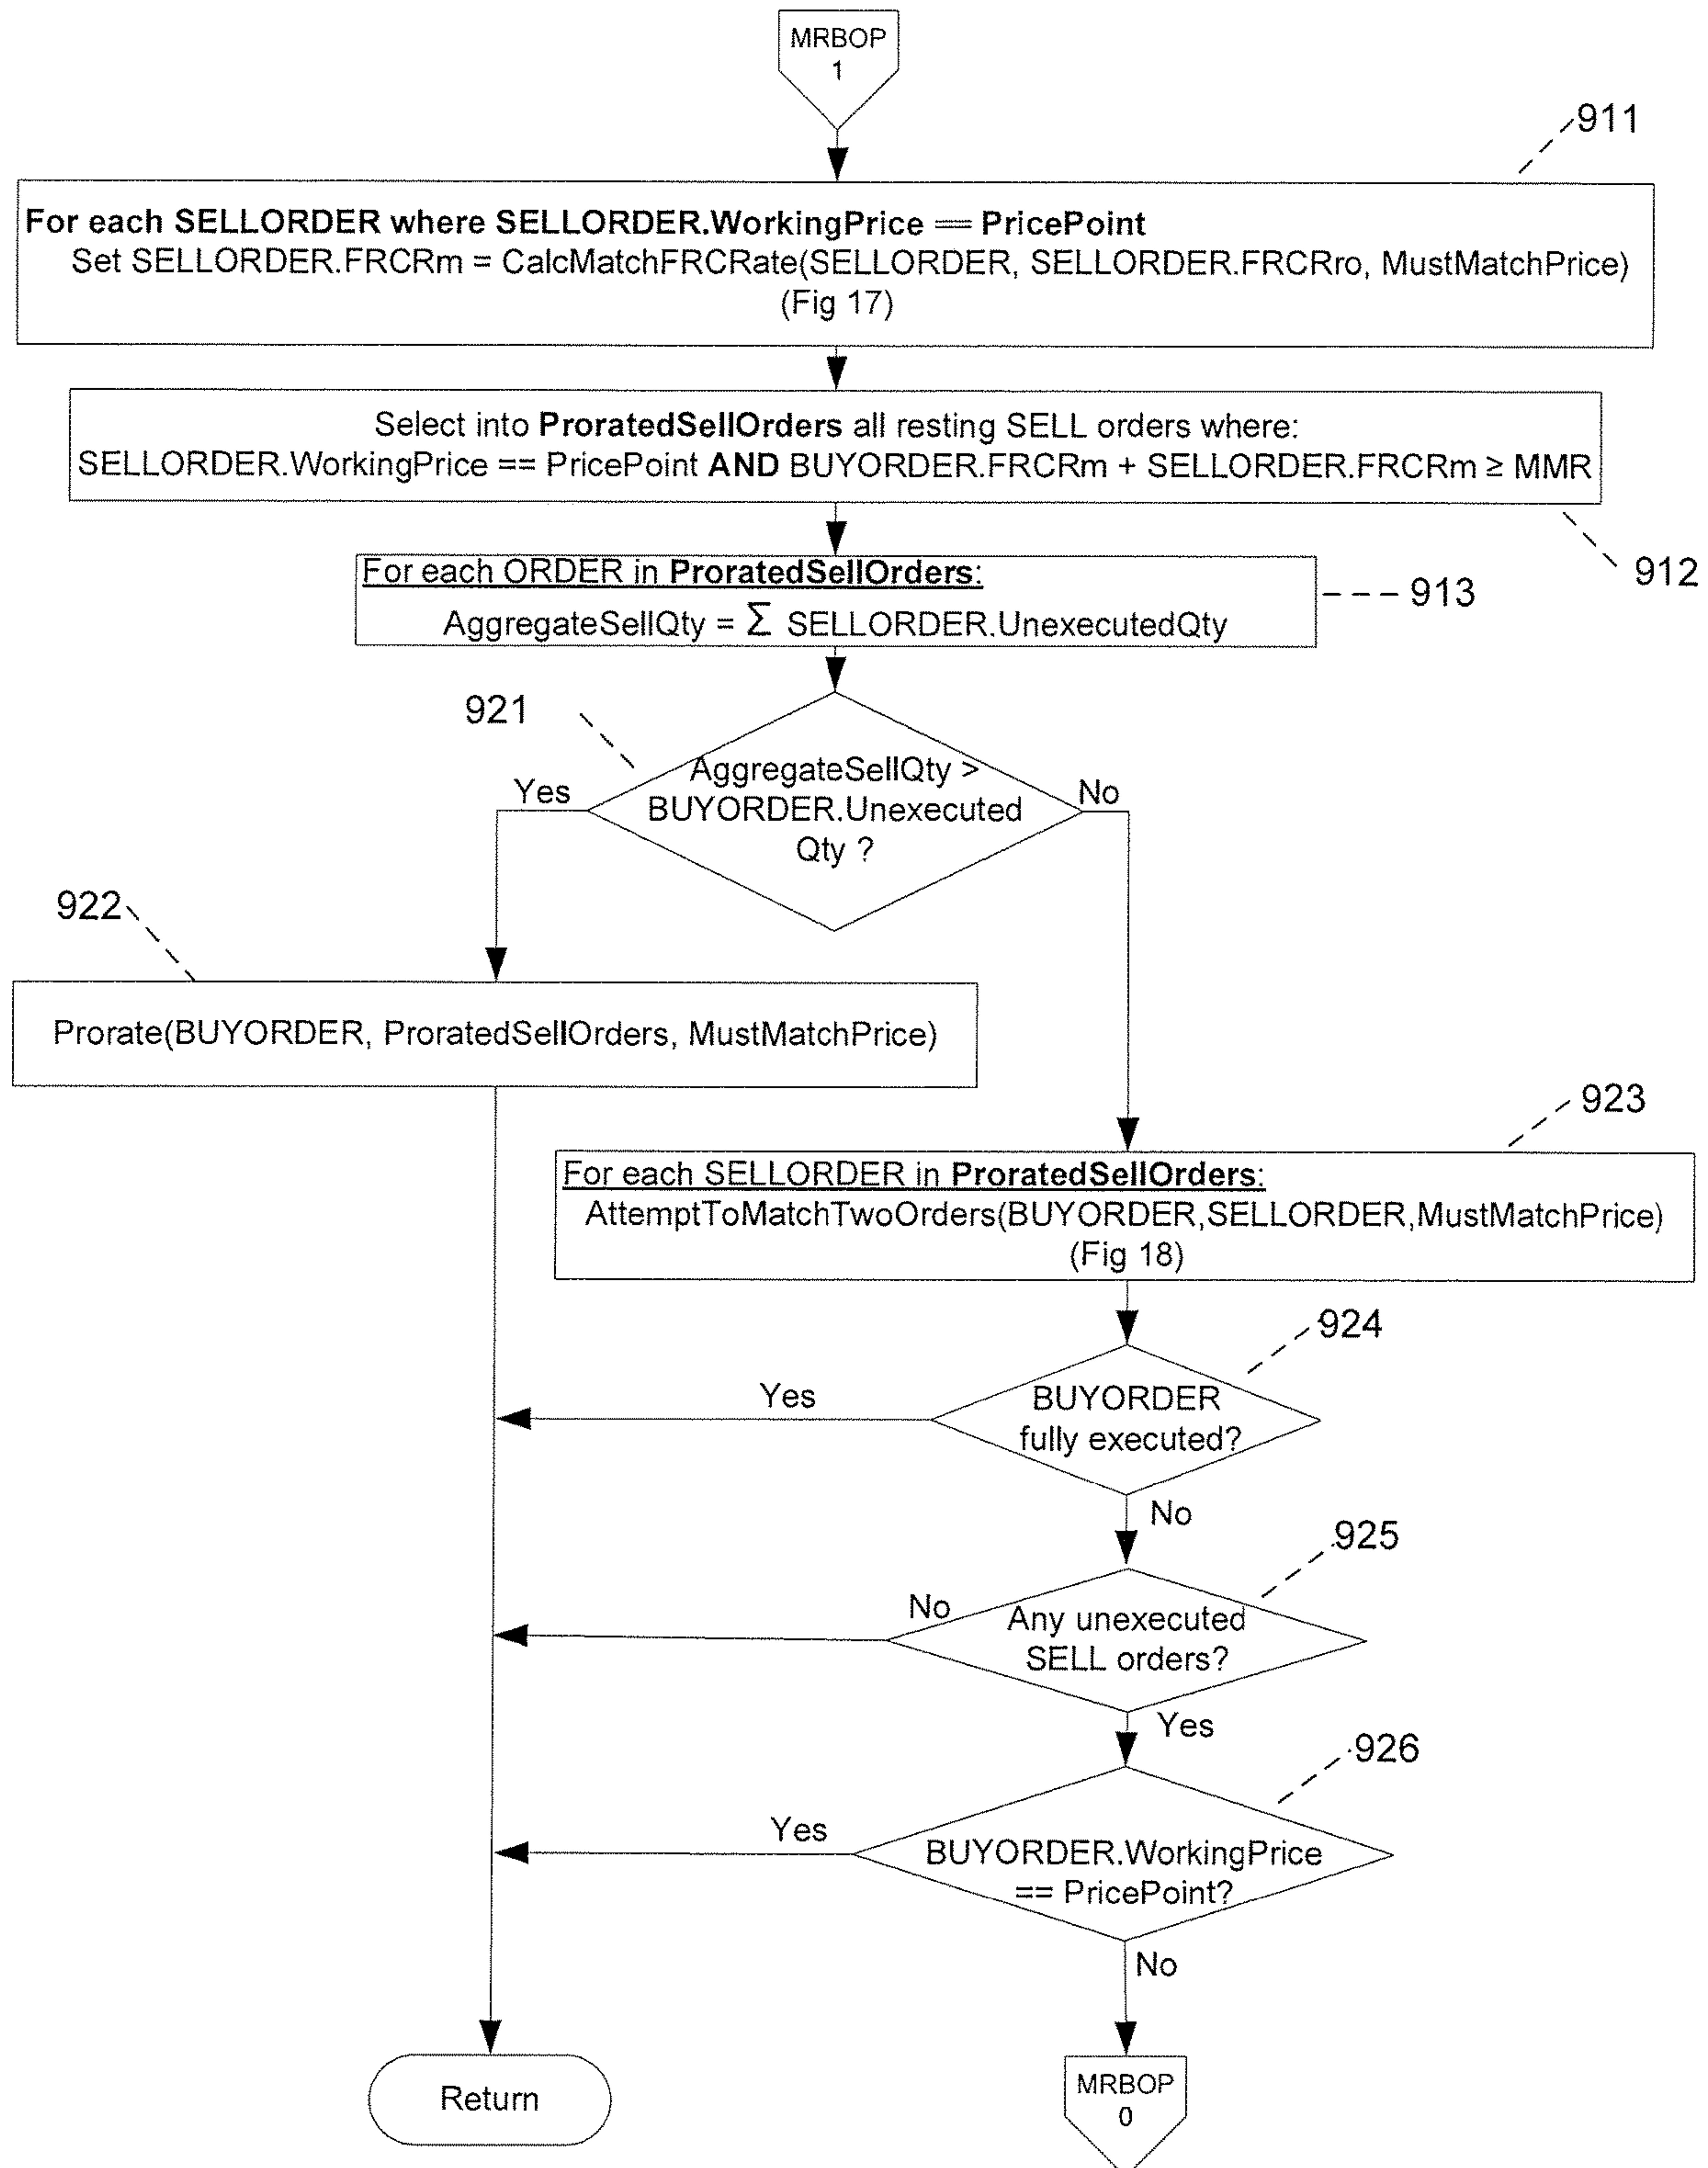 MRBOP
1
911
For each SELLORDER where SELLORDER.WorkingPrice == PricePoint
Set SELLORDER.FRCRm = CalcMatchFRCRate(SELLORDER, SELLORDER.FRCRro, MustMatchPrice)
(Fig 17)
Select into ProratedSellOrders all resting SELL orders where:
SELLORDER.WorkingPrice == PricePoint AND BUYORDER.FRCRm + SELLORDER.FRCRm ≥ MMR
912
For each ORDER in ProratedSellOrders:
AggregateSellQty = Σ SELLORDER.UnexecutedQty
913
921
AggregateSellQty >
BUYORDER.Unexecuted
Qty ?
Yes
No
922
Prorate(BUYORDER, ProratedSellOrders, MustMatchPrice)
923
For each SELLORDER in ProratedSellOrders:
AttemptToMatchTwoOrders(BUYORDER,SELLORDER,MustMatchPrice)
(Fig 18)
924
BUYORDER
fully executed?
Yes
No
925
Any unexecuted
SELL orders?
No
Yes
926
BUYORDER.WorkingPrice
== PricePoint?
Yes
No
Return
MRBOP
0